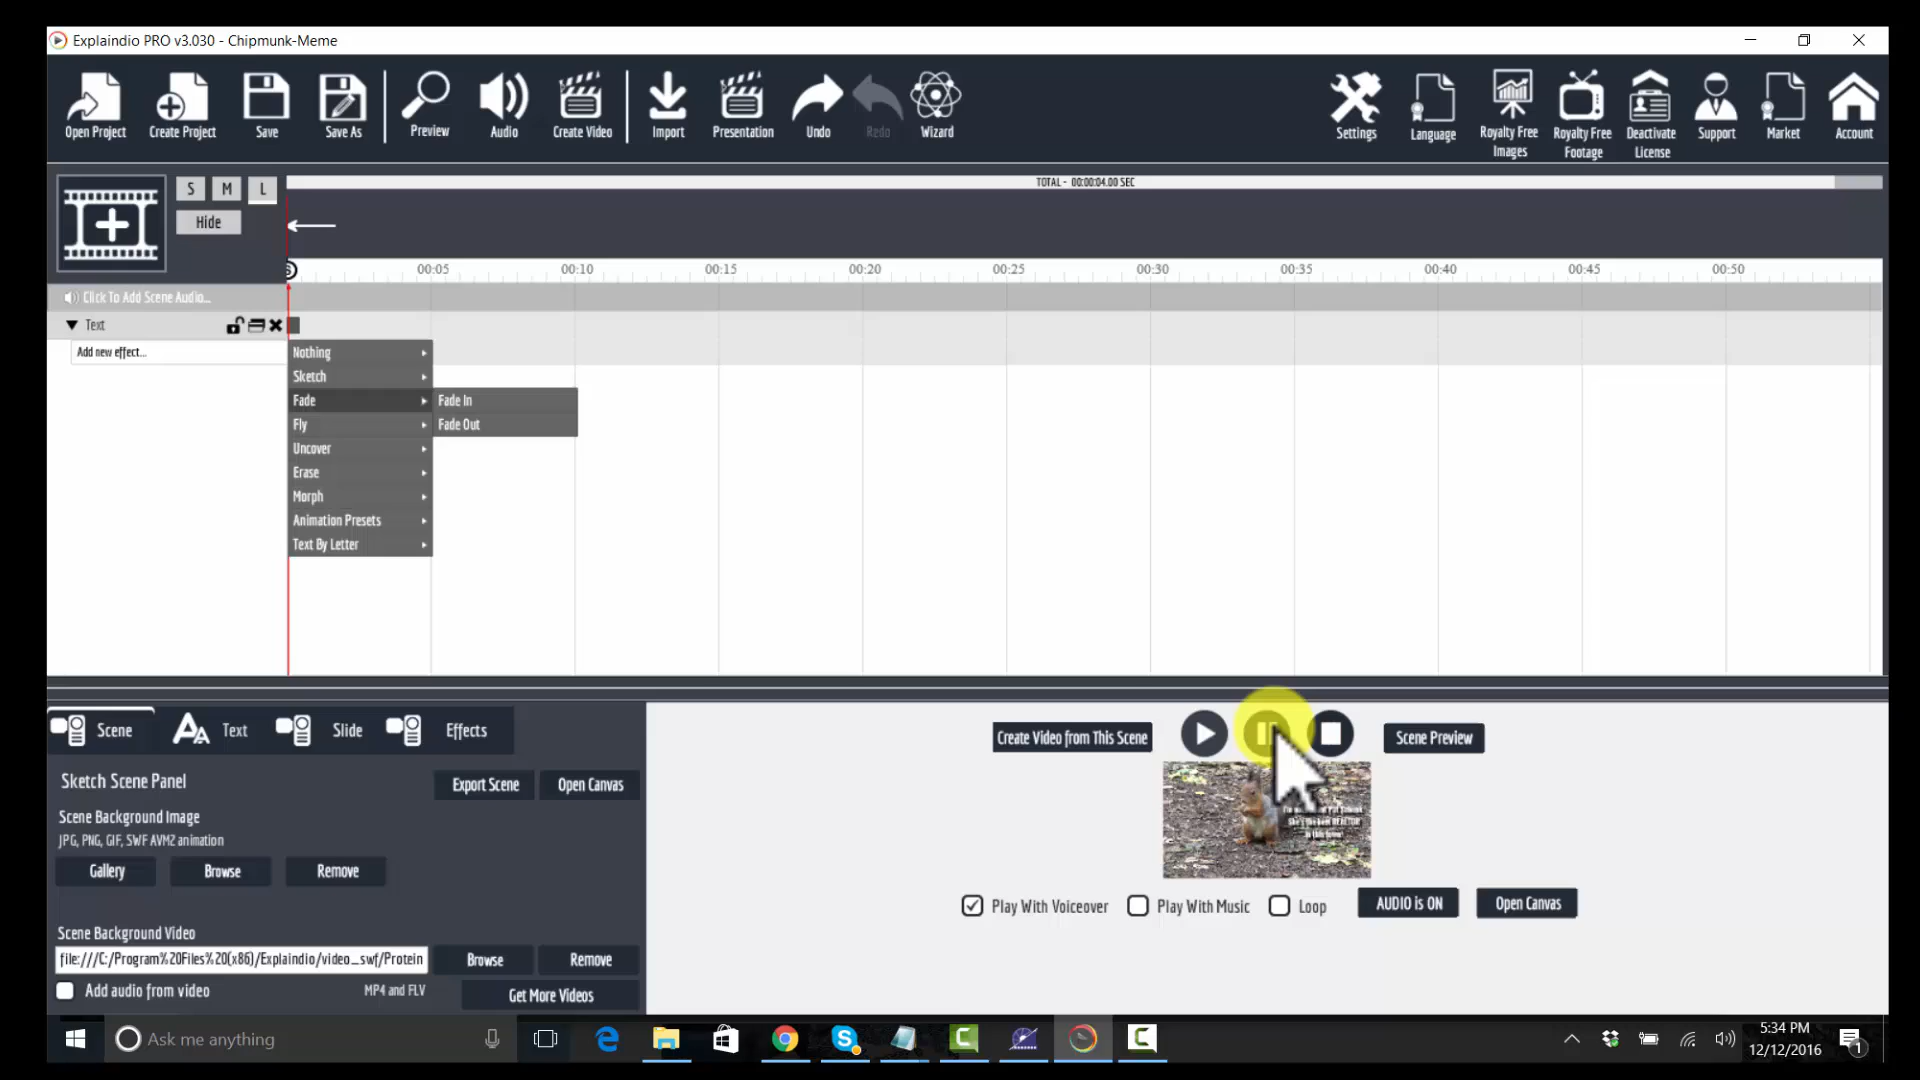 Explaindio PRO v3.030 - Chipmunk-Meme
Open Project
Create Project
Save
Save As
Preview
Audio
Create Video
Import
Presentation
Undo
Redo
Wizard
Settings
Language
Royalty Free
Images
Royalty Free
Footage
Deactivate
License
Support
Market
Account
S M L
Hide
TOTAL - 00:00:04.00 SEC
00:05 00:10 00:15 00:20 00:25 00:30 00:35 00:40 00:45 00:50
Click To Add Scene Audio...
Text
Add new effect...
Nothing
Sketch
Fade
Fly
Uncover
Erase
Morph
Animation Presets
Text By Letter
Fade In
Fade Out
Scene
Text
Slide
Effects
Sketch Scene Panel
Export Scene
Open Canvas
Scene Background Image
JPG, PNG, GIF, SWF AVM2 animation
Gallery
Browse
Remove
Scene Background Video
file:///C:/Program%20Files%20(x86)/Explaindio/video_swf/Protein
Browse
Remove
Add audio from video
MP4 and FLV
Get More Videos
Create Video from This Scene
Scene Preview
She's the best REALTOR
in this town!
Play With Voiceover
Play With Music
Loop
AUDIO is ON
Open Canvas
Ask me anything
5:34 PM
12/12/2016
1